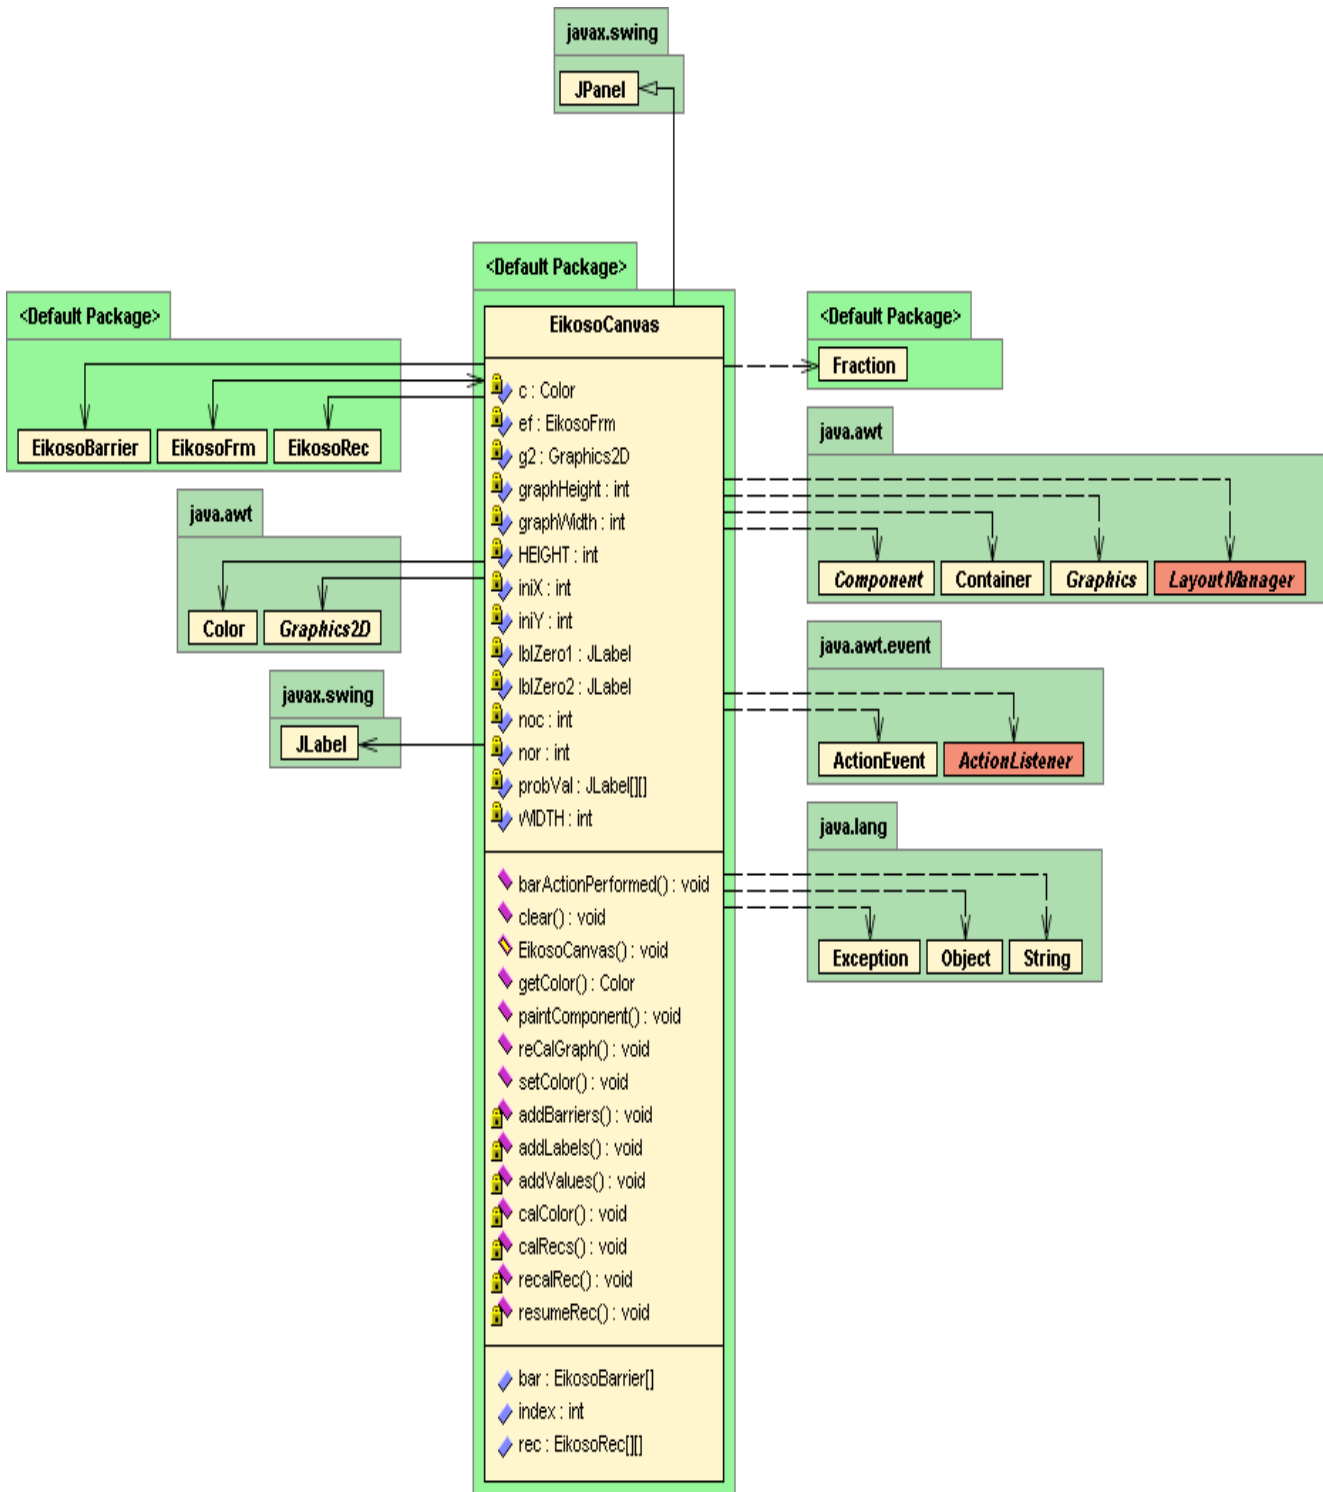 javax.swing
JPanel
<Default Package>
EikosoBarrier
EikosoFrm
EikosoRec
java.awt
Color
Graphics2D
javax.swing
JLabel
<Default Package>
EikosoCanvas
c : Color
ef : EikosoFrm
g2 : Graphics2D
graphHeight : int
graphWidth : int
HEIGHT : int
iniX : int
iniY : int
lblZero1 : JLabel
lblZero2 : JLabel
noc : int
nor : int
probVal : JLabel[][]
WIDTH : int
barActionPerformed() : void
clear() : void
EikosoCanvas() : void
getColor() : Color
paintComponent() : void
reCalGraph() : void
setColor() : void
addBarriers() : void
addLabels() : void
addValues() : void
calColor() : void
calRecs() : void
recalRec() : void
resumeRec() : void
bar : EikosoBarrier[]
index : int
rec : EikosoRec[][]
<Default Package>
Fraction
java.awt
Component
Container
Graphics
LayoutManager
java.awt.event
ActionEvent
ActionListener
java.lang
Exception
Object
String